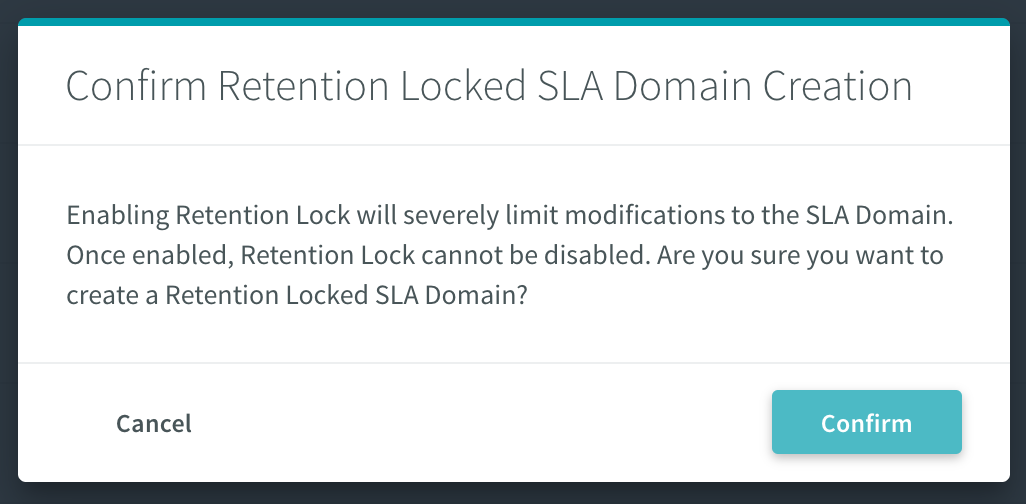 Confirm Retention Locked SLA Domain Creation
Enabling Retention Lock will severely limit modifications to the SLA Domain.
Once enabled, Retention Lock cannot be disabled. Are you sure you want to
create a Retention Locked SLA Domain?
Cancel
Confirm